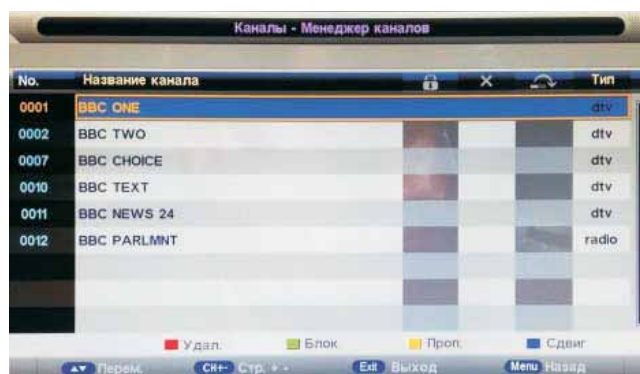 Каналы - Менеджер каналов
No. Название канала Тип
0001 BBC ONE dtv
0002 BBC TWO dtv
0007 BBC CHOICE dtv
0010 BBC TEXT dtv
0011 BBC NEWS 24 dtv
0012 BBC PARLMNT radio
Удал. Блок Проп. Сдвиг
Перем. CH+- Стр. + - Exit Выход Menu Назад